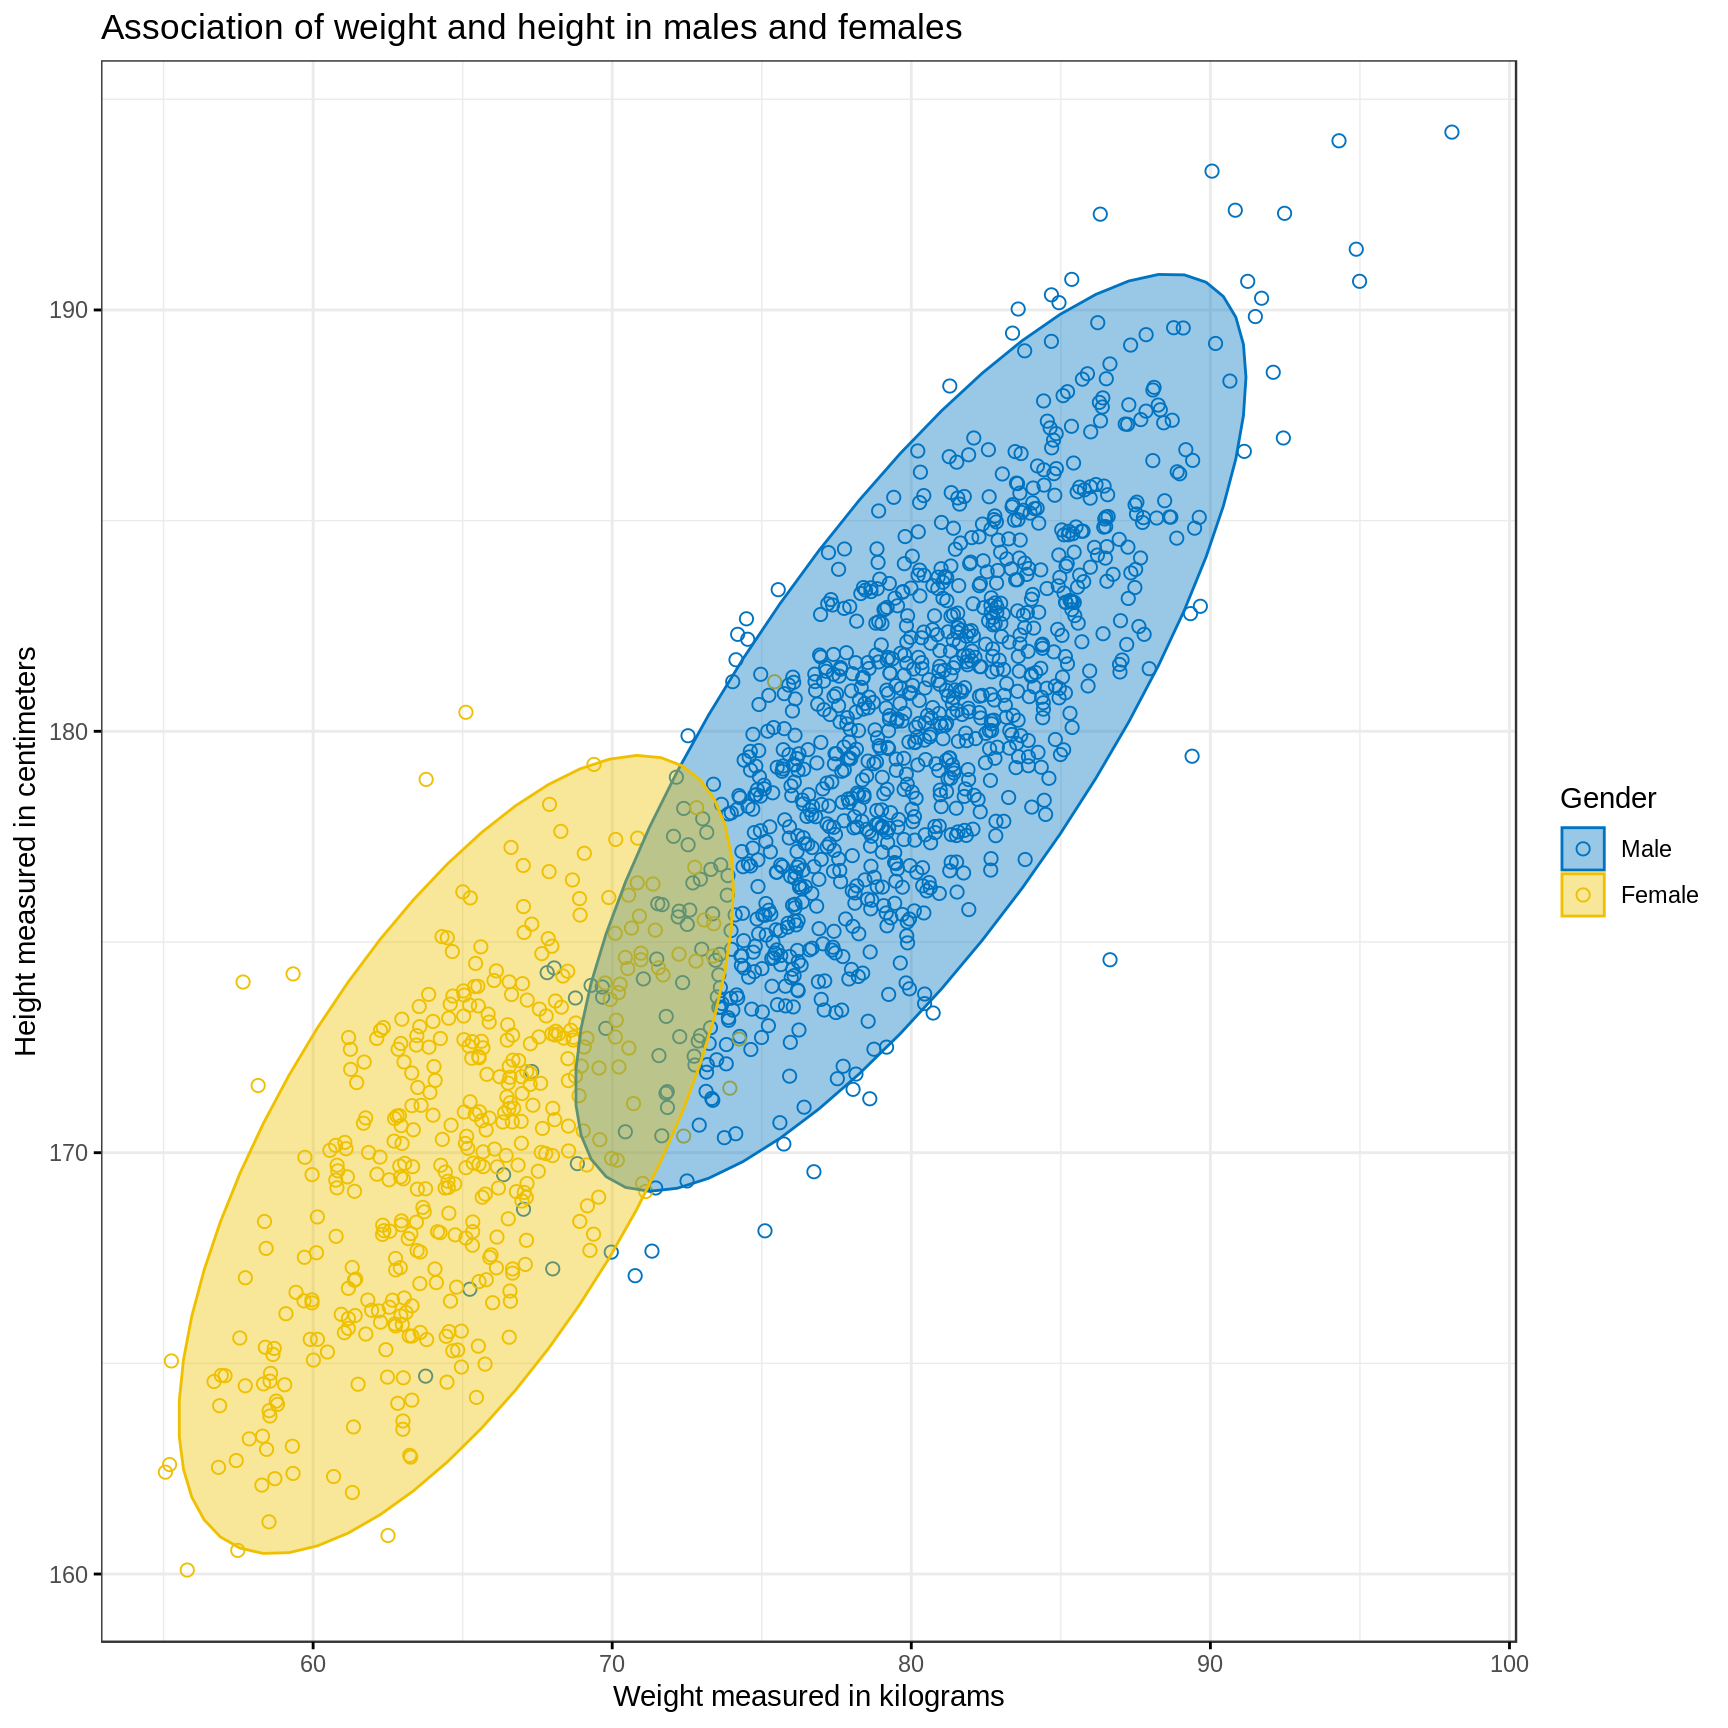 Association of weight and height in males and females
Height measured in centimeters
190
180
170
160
60 70 80 90 100
Weight measured in kilograms
Gender
Male
Female